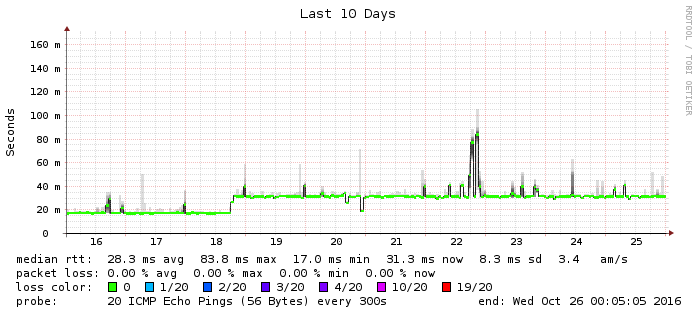 Last 10 Days
RRDTOOL / TOBI OETIKER
Seconds
160 m
140 m
120 m
100 m
80 m
60 m
40 m
20 m
0
16 17 18 19 20 21 22 23 24 25
median rtt: 28.3 ms avg 83.8 ms max 17.0 ms min 31.3 ms now 8.3 ms sd 3.4 am/s
packet loss: 0.00 % avg 0.00 % max 0.00 % min 0.00 % now
loss color: 0 1/20 2/20 3/20 4/20 10/20 19/20
probe: 20 ICMP Echo Pings (56 Bytes) every 300s end: Wed Oct 26 00:05:05 2016